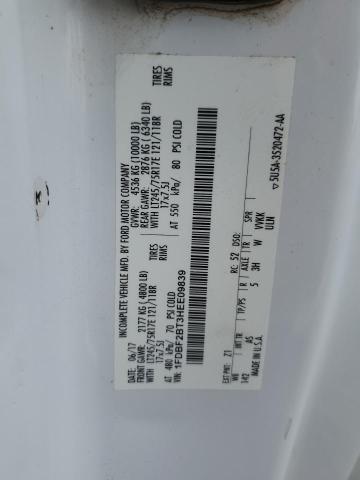 INCOMPLETE VEHICLE MFD. BY FORD MOTOR COMPANY
DATE: 06/17 GVWR: 4536 KG (10000 LB)
FRONT GAWR: 2177 KG (4800 LB) REAR GAWR: 2876 KG (6340 LB)
WITH LT245/75R17E 121/118R WITH LT245/75R17E 121/118R TIRES
17x7.5J 17x7.5J RIMS
AT 480 kPa/ 70 PSI COLD AT 550 kPa/ 80 PSI COLD
1FDBF2BT3HEE09839
TIRES
RIMS
EXT PNT: Z1 RC: 52 DSO:
WB INT TR TP/PS R AXLE TR SPR
142 AS 5 3H W VVKK
MADE IN U.S.A. ULN
▽5U5A-3520472-AA